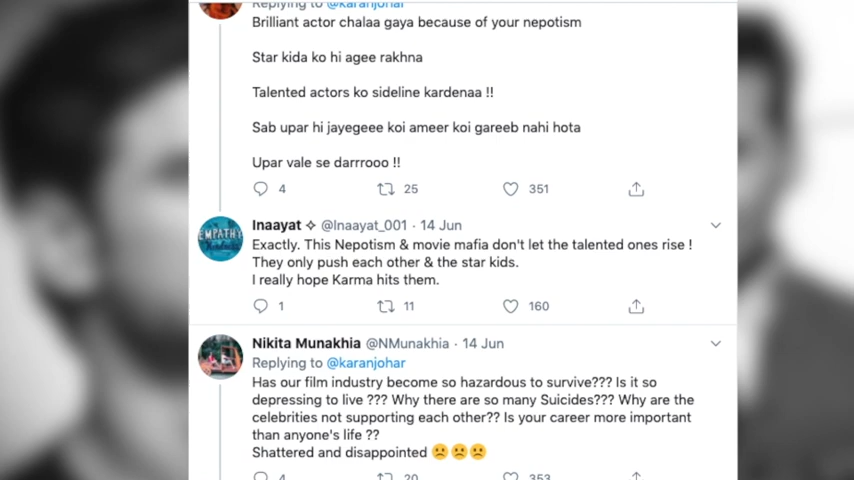 Replying to @karanjohar
Brilliant actor chalaa gaya because of your nepotism
Star kida ko hi agee rakhna
Talented actors ko sideline kardenaa !!
Sab upar hi jayegeee koi ameer koi gareeb nahi hota
Upar vale se darrrooo !!
4 25 351
EMPATHY
Inaayat ✧ @Inaayat_001 · 14 Jun
Exactly. This Nepotism & movie mafia don't let the talented ones rise !
They only push each other & the star kids.
I really hope Karma hits them.
1 11 160
Nikita Munakhia @NMunakhia · 14 Jun
Replying to @karanjohar
Has our film industry become so hazardous to survive??? Is it so
depressing to live ??? Why there are so many Suicides??? Why are the
celebrities not supporting each other?? Is your career more important
than anyone's life ??
Shattered and disappointed 🙁🙁🙁
4 20 353